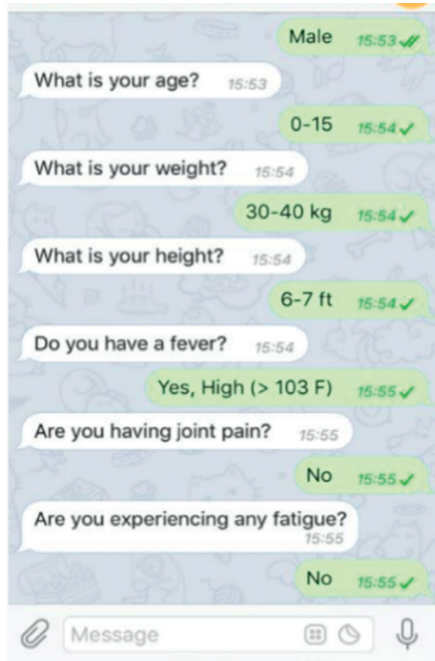 Male 15:53
What is your age? 15:53
0-15 15:54
What is your weight? 15:54
30-40 kg 15:54
What is your height? 15:54
6-7 ft 15:54
Do you have a fever? 15:54
Yes, High (> 103 F) 15:55
Are you having joint pain? 15:55
No 15:55
Are you experiencing any fatigue?
15:55
No 15:55
Message